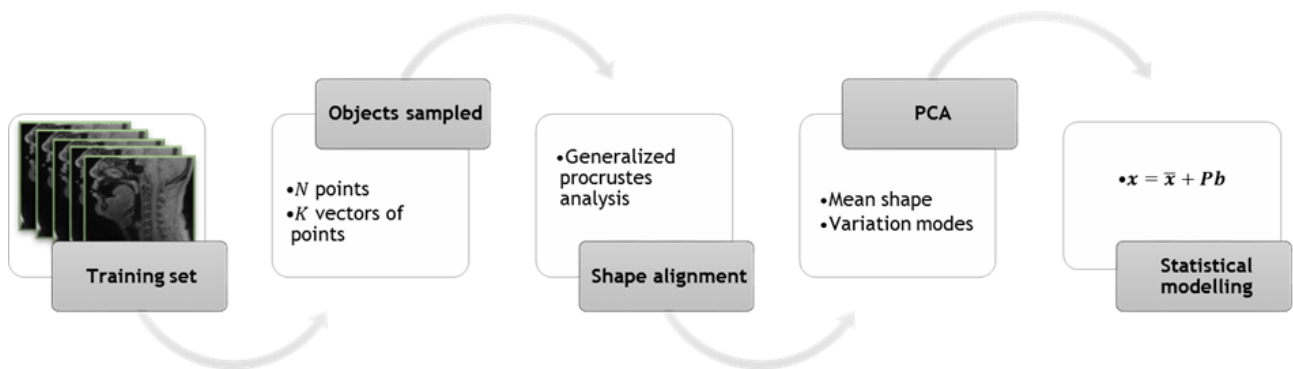 Training set
Objects sampled
•N points
•K vectors of
points
•Generalized
procrustes
analysis
Shape alignment
PCA
•Mean shape
•Variation modes
•x = x̄ + Pb
Statistical
modelling